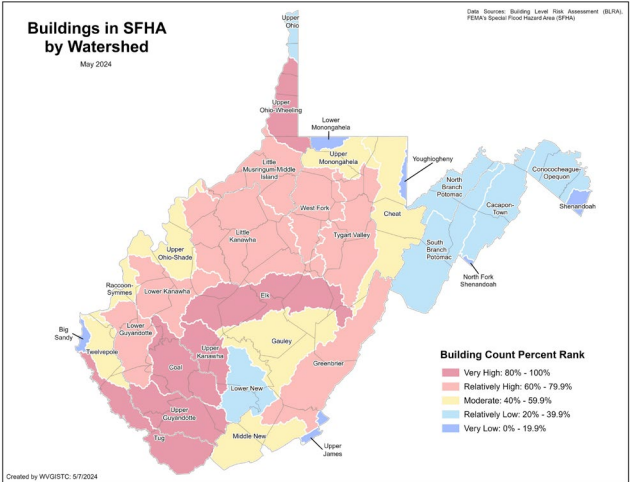 Buildings in SFHA
by Watershed
May 2024
Data Sources: Building Level Risk Assessment (BLRA),
FEMA's Special Flood Hazard Area (SFHA)
Upper
Ohio
Upper
Ohio-Wheeling
Lower
Monongahela
Upper
Monongahela
Youghiogheny
Little
Muskingum-Middle
Island
West Fork
Cheat
North
Branch
Potomac
Conococheague-
Opequon
Cacapon-
Town
Shenandoah
Little
Kanawha
Tygart Valley
South
Branch
Potomac
North Fork
Shenandoah
Upper
Ohio-Shade
Raccoon-
Symmes
Lower Kanawha
Elk
Big
Sandy
Lower
Guyandotte
Twelvepole
Gauley
Upper
Kanawha
Coal
Greenbrier
Lower New
Upper
Guyandotte
Tug
Middle New
Upper
James
Building Count Percent Rank
Very High: 80% - 100%
Relatively High: 60% - 79.9%
Moderate: 40% - 59.9%
Relatively Low: 20% - 39.9%
Very Low: 0% - 19.9%
Created by WVGISTC: 5/7/2024